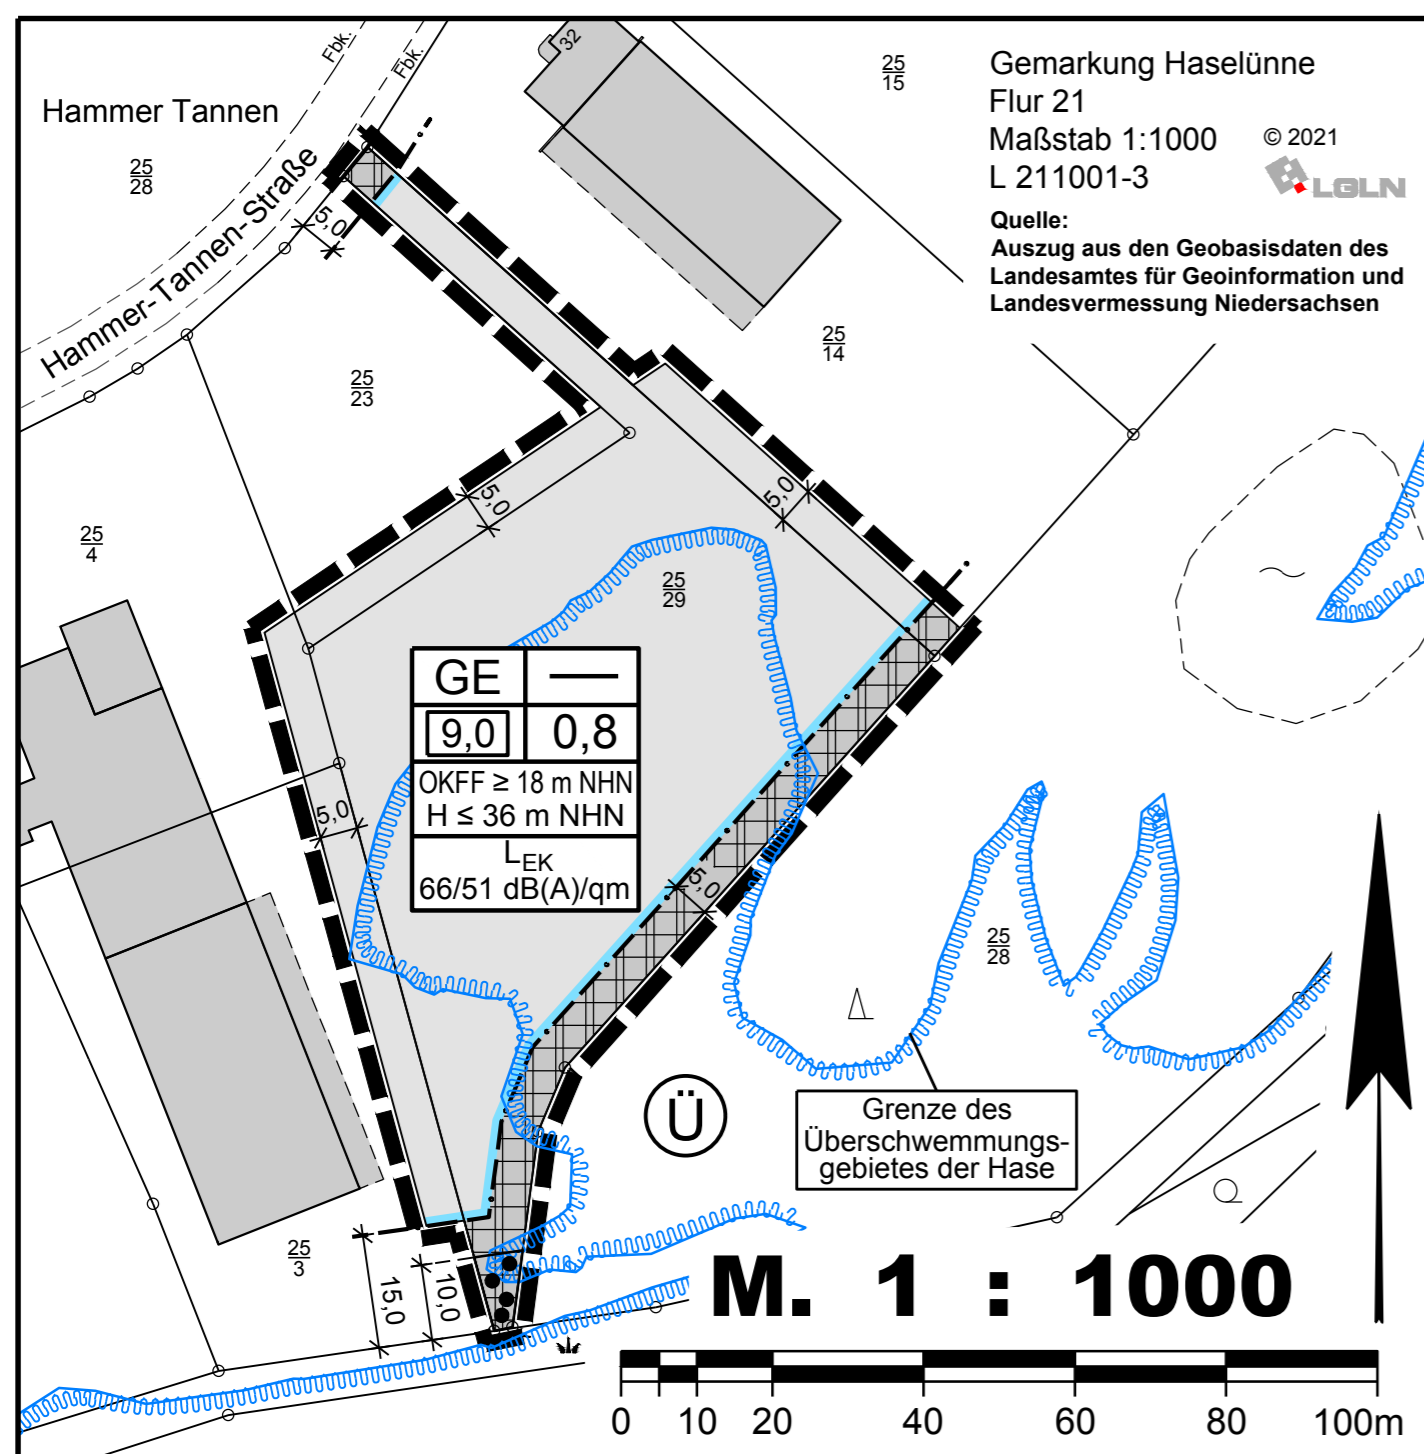 Hammer Tannen
Fbk.
Fbk.
32
25
15
Gemarkung Haselünne
Flur 21
Maßstab 1:1000
© 2021
L 211001-3
LGLN
Quelle:
Auszug aus den Geobasisdaten des
Landesamtes für Geoinformation und
Landesvermessung Niedersachsen
25
28
Hammer-Tannen-Straße
5,0
25
14
25
23
5,0
5,0
25
4
25
29
GE
9,0
0,8
OKFF ≥ 18 m NHN
H ≤ 36 m NHN
LEK
66/51 dB(A)/qm
5,0
5,0
25
28
Ü
Grenze des
Überschwemmungs-
gebietes der Hase
25
3
15,0
10,0
M. 1 : 1000
0 10 20 40 60 80 100m